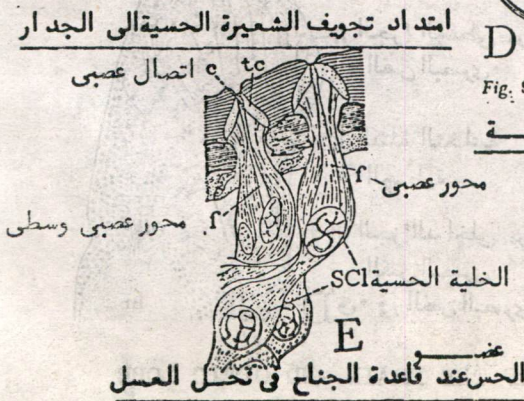 امتداد تجويف الشعيرة الحسية الى الجدار
D
Fig.
اتصال عصبى c tc
محور عصبى f
محور عصبى وسطى f.
الخلية الحسية SCl
E
عضو
الحس عند قاعدة الجناح فى نحل العسل